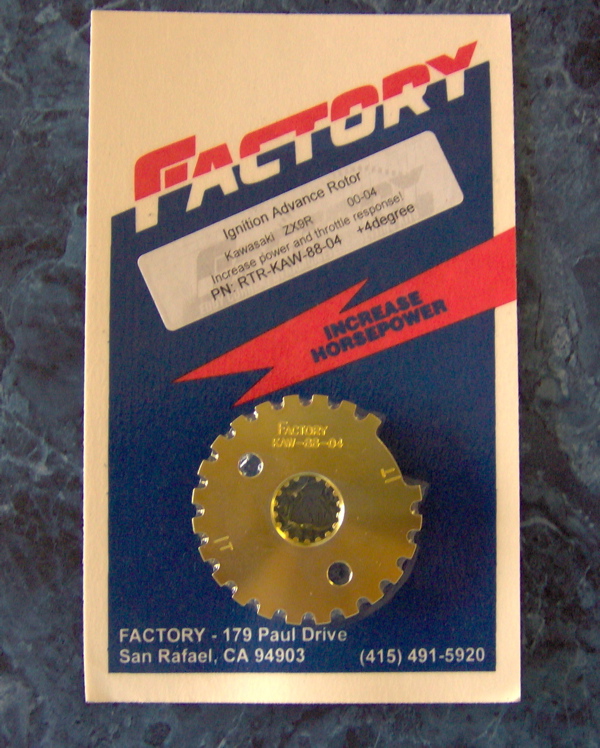 FACTORY
Ignition Advance Rotor
Kawasaki ZX9R 00-04
Increase power and throttle response!
PN: RTR-KAW-88-04 +4degree
INCREASE
HORSEPOWER
FACTORY
KAW-88-04
IT
IT
FACTORY - 179 Paul Drive
San Rafael, CA 94903 (415) 491-5920